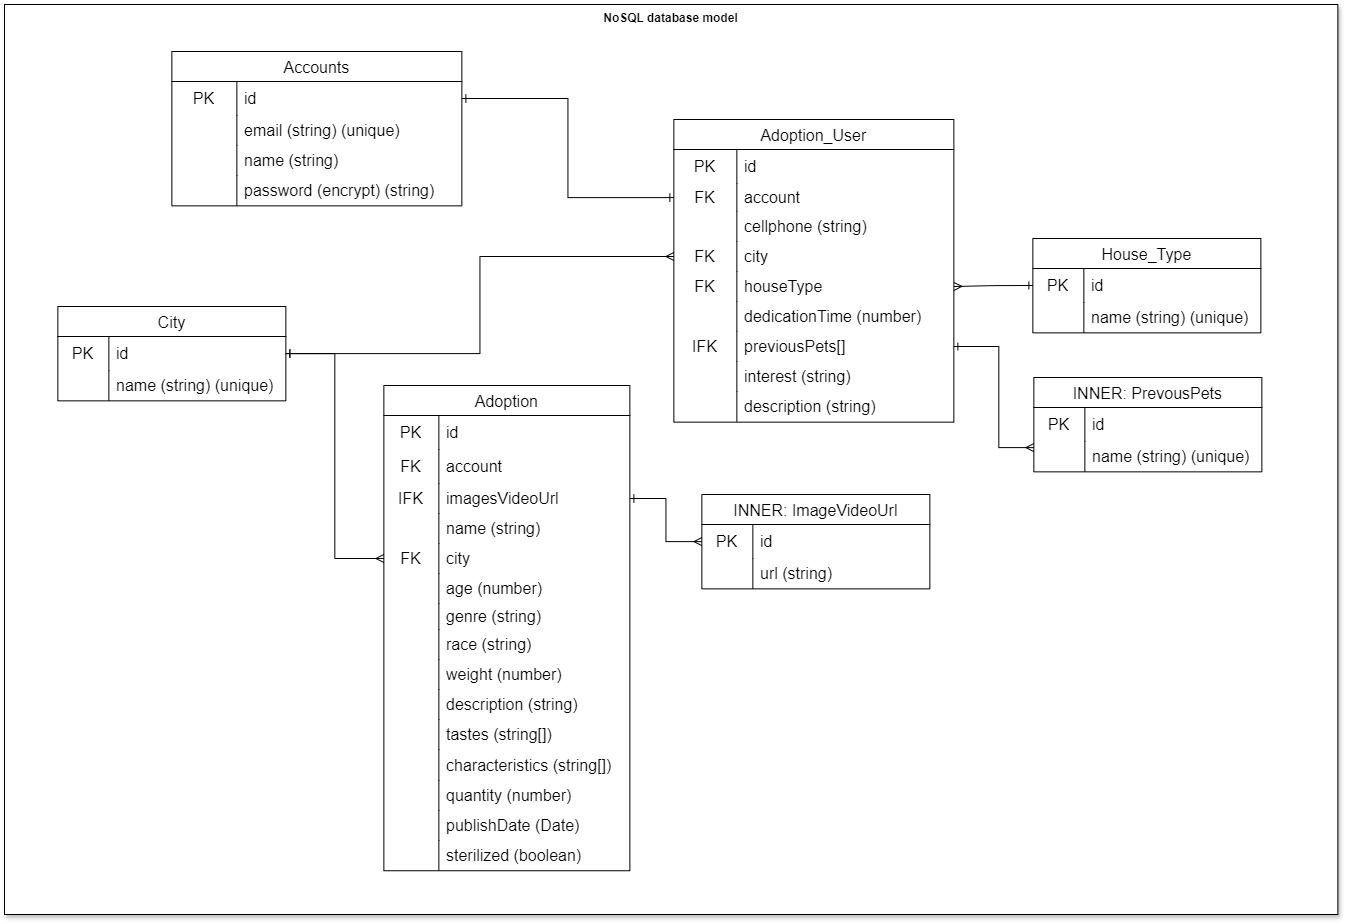 NoSQL database model
Accounts
PK id
email (string) (unique)
name (string)
password (encrypt) (string)
Adoption_User
PK id
FK account
cellphone (string)
FK city
FK houseType
dedicationTime (number)
IFK previousPets[]
interest (string)
description (string)
House_Type
PK id
name (string) (unique)
City
PK id
name (string) (unique)
INNER: PrevousPets
PK id
name (string) (unique)
Adoption
PK id
FK account
IFK imagesVideoUrl
name (string)
FK city
age (number)
genre (string)
race (string)
weight (number)
description (string)
tastes (string[])
characteristics (string[])
quantity (number)
publishDate (Date)
sterilized (boolean)
INNER: ImageVideoUrl
PK id
url (string)